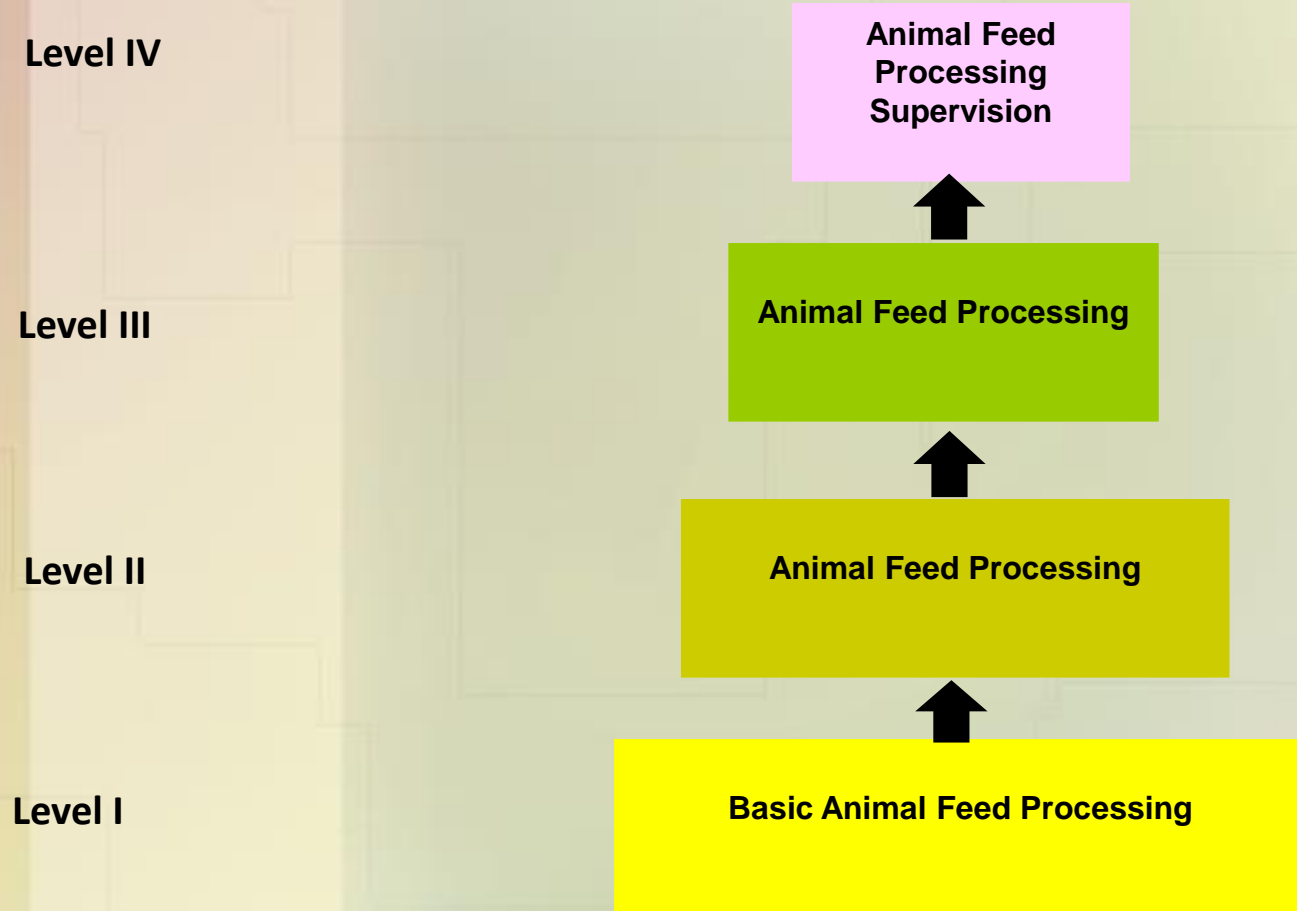 Level IV
Animal Feed
Processing
Supervision
Level III
Animal Feed Processing
Level II
Animal Feed Processing
Level I
Basic Animal Feed Processing